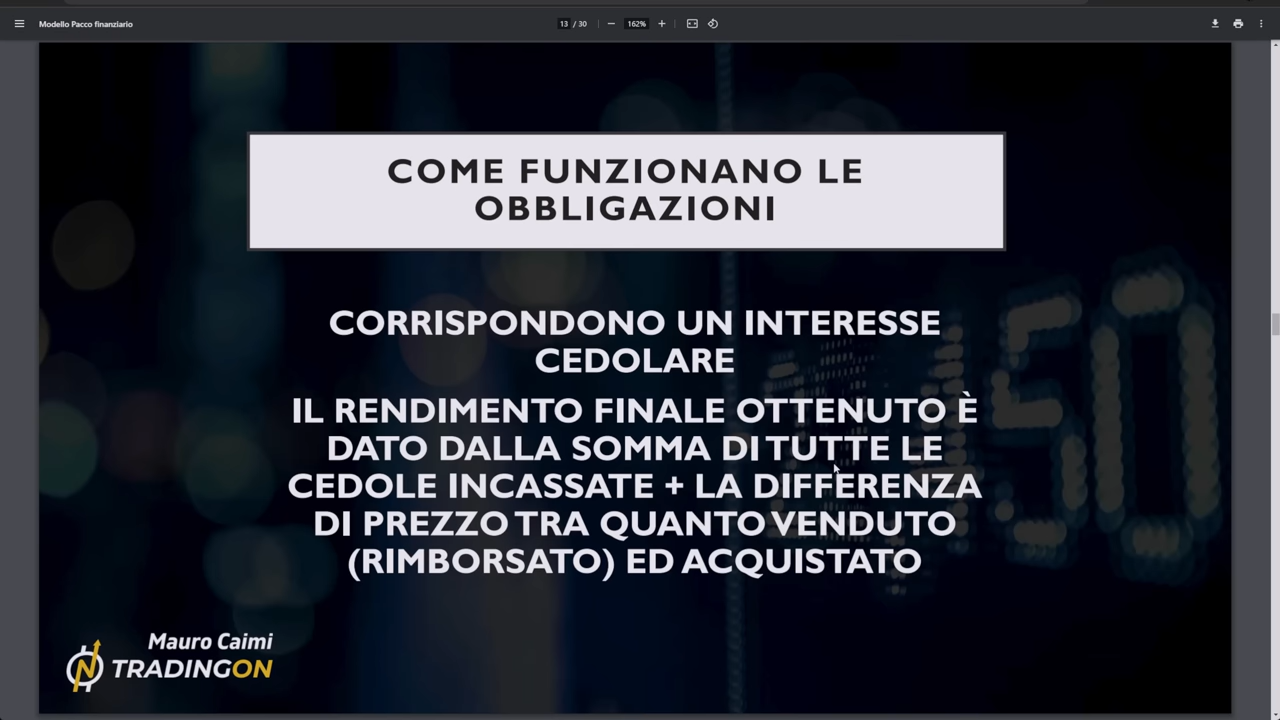 Modello Pacco finanziario
13 / 30
162%
COME FUNZIONANO LE
OBBLIGAZIONI
CORRISPONDONO UN INTERESSE
CEDOLARE
IL RENDIMENTO FINALE OTTENUTO È
DATO DALLA SOMMA DI TUTTE LE
CEDOLE INCASSATE + LA DIFFERENZA
DI PREZZO TRA QUANTO VENDUTO
(RIMBORSATO) ED ACQUISTATO
450
Mauro Caimi
TRADINGON